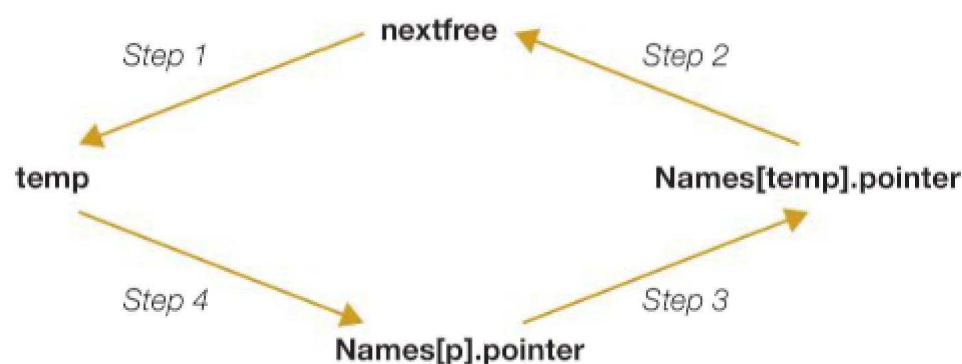 nextfree
Step 1
Step 2
temp
Names[temp].pointer
Step 4
Step 3
Names[p].pointer